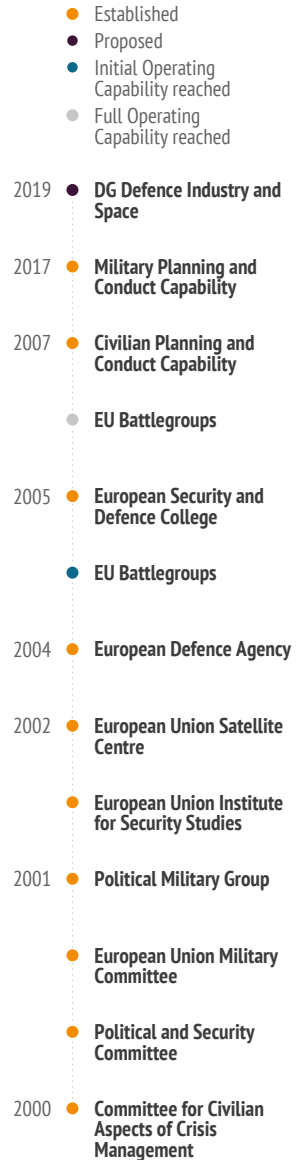 Established
Proposed
Initial Operating
Capability reached
Full Operating
Capability reached
2019 DG Defence Industry and
Space
2017 Military Planning and
Conduct Capability
2007 Civilian Planning and
Conduct Capability
EU Battlegroups
2005 European Security and
Defence College
EU Battlegroups
2004 European Defence Agency
2002 European Union Satellite
Centre
European Union Institute
for Security Studies
2001 Political Military Group
European Union Military
Committee
Political and Security
Committee
2000 Committee for Civilian
Aspects of Crisis
Management